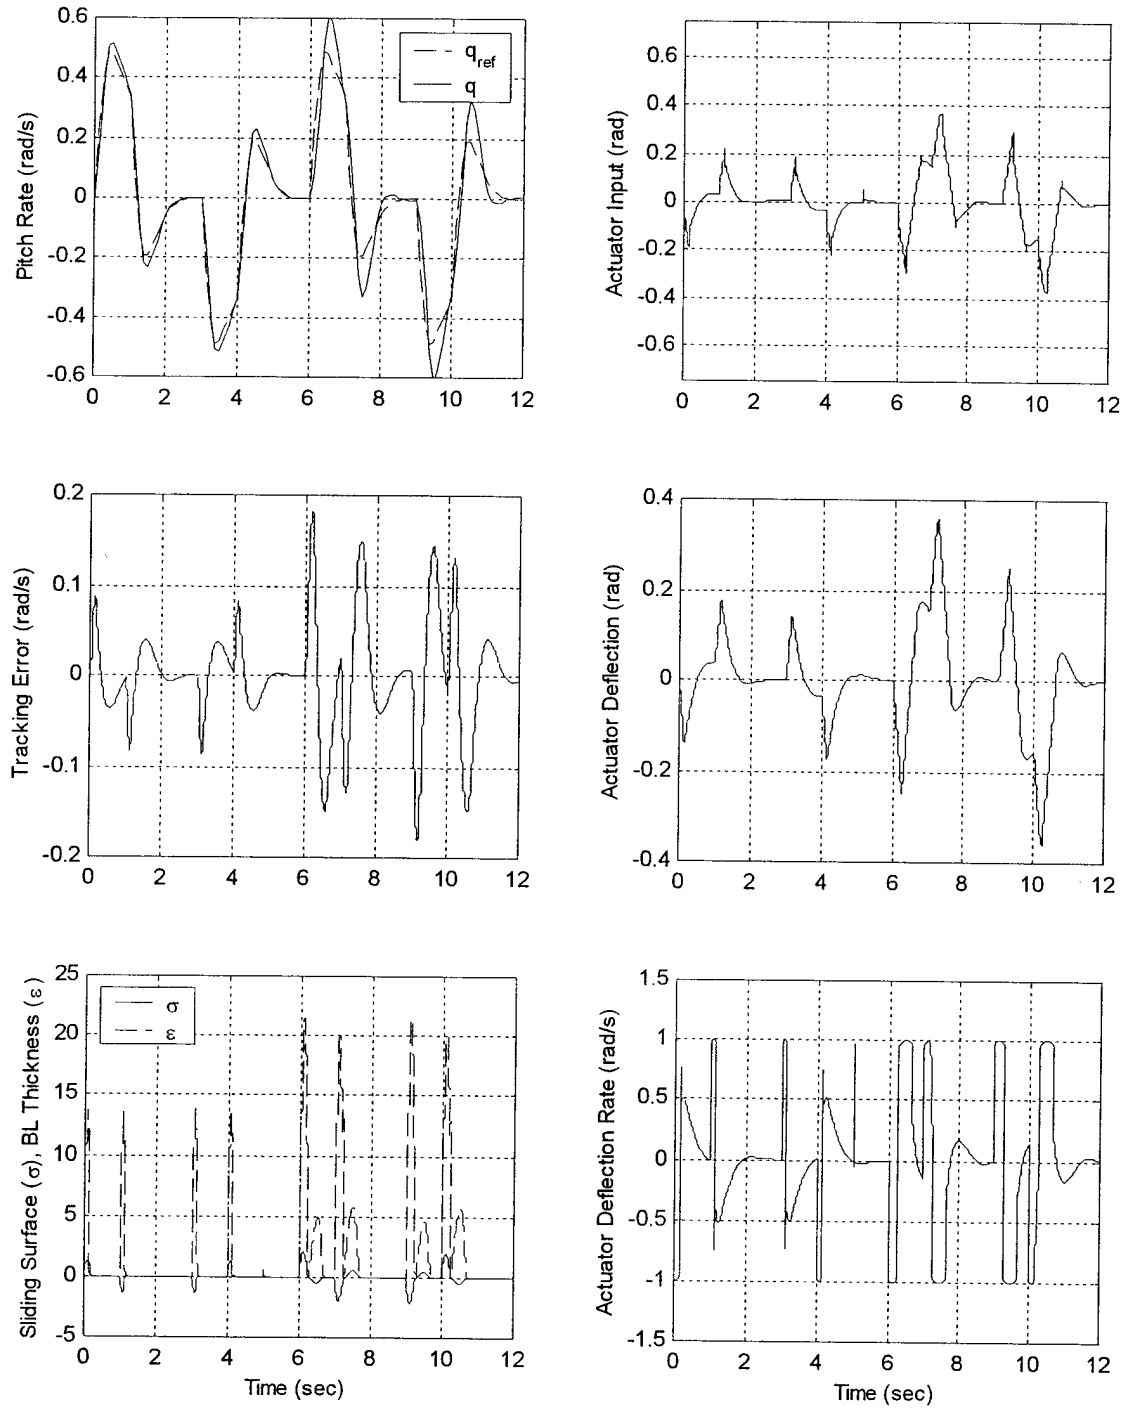 0.6
0.4
0.2
0
-0.2
-0.4
-0.6
Pitch Rate (rad/s)
q_ref
q
0 2 4 6 8 10 12
0.6
0.4
0.2
0
-0.2
-0.4
-0.6
Actuator Input (rad)
0 2 4 6 8 10 12
0.2
0.1
0
-0.1
-0.2
Tracking Error (rad/s)
0 2 4 6 8 10 12
0.4
0.2
0
-0.2
-0.4
Actuator Deflection (rad)
0 2 4 6 8 10 12
25
20
15
10
5
0
-5
Sliding Surface (σ), BL Thickness (ε)
σ
ε
0 2 4 6 8 10 12
Time (sec)
1.5
1
0.5
0
-0.5
-1
-1.5
Actuator Deflection Rate (rad/s)
0 2 4 6 8 10 12
Time (sec)